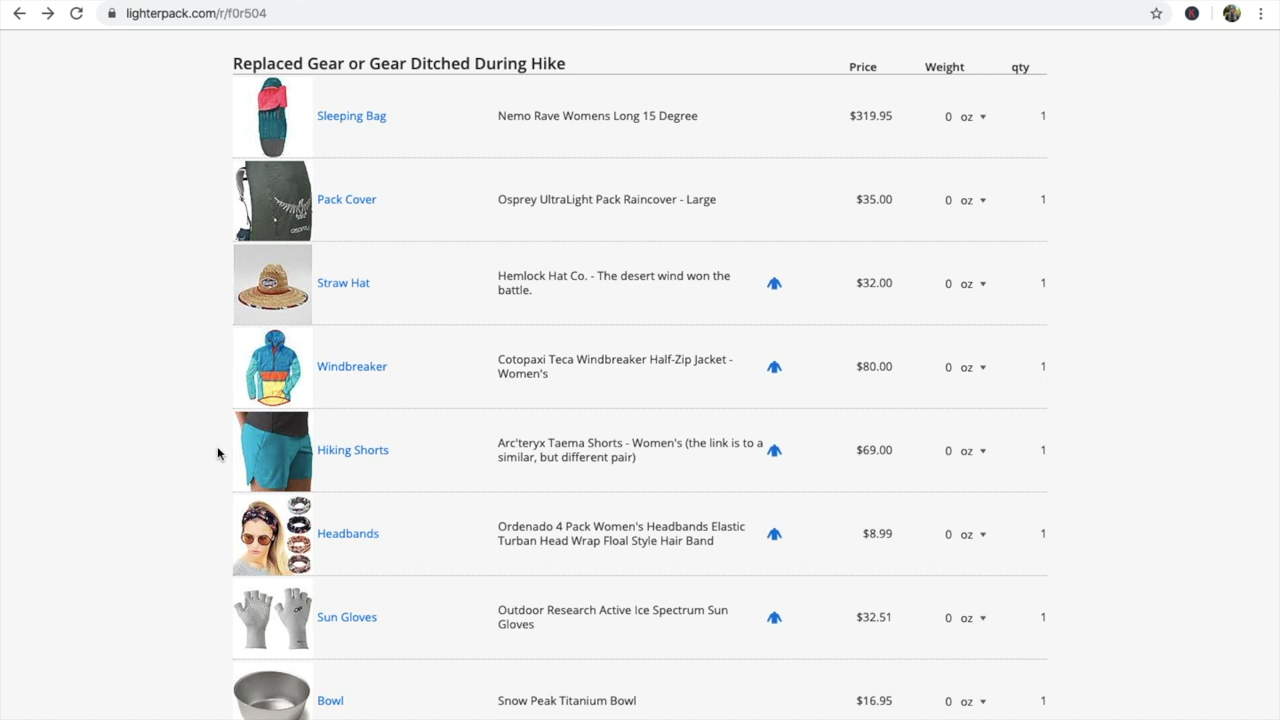 lighterpack.com/r/f0r504
K
Replaced Gear or Gear Ditched During Hike
Price Weight qty
Sleeping Bag Nemo Rave Womens Long 15 Degree $319.95 0 oz 1
Pack Cover Osprey UltraLight Pack Raincover - Large $35.00 0 oz 1
Straw Hat Hemlock Hat Co. - The desert wind won the $32.00 0 oz 1
battle.
Windbreaker Cotopaxi Teca Windbreaker Half-Zip Jacket - $80.00 0 oz 1
Women's
Hiking Shorts Arc'teryx Taema Shorts - Women's (the link is to a $69.00 0 oz 1
similar, but different pair)
Headbands Ordenado 4 Pack Women's Headbands Elastic $8.99 0 oz 1
Turban Head Wrap Floal Style Hair Band
Sun Gloves Outdoor Research Active Ice Spectrum Sun $32.51 0 oz 1
Gloves
Bowl Snow Peak Titanium Bowl $16.95 0 oz 1